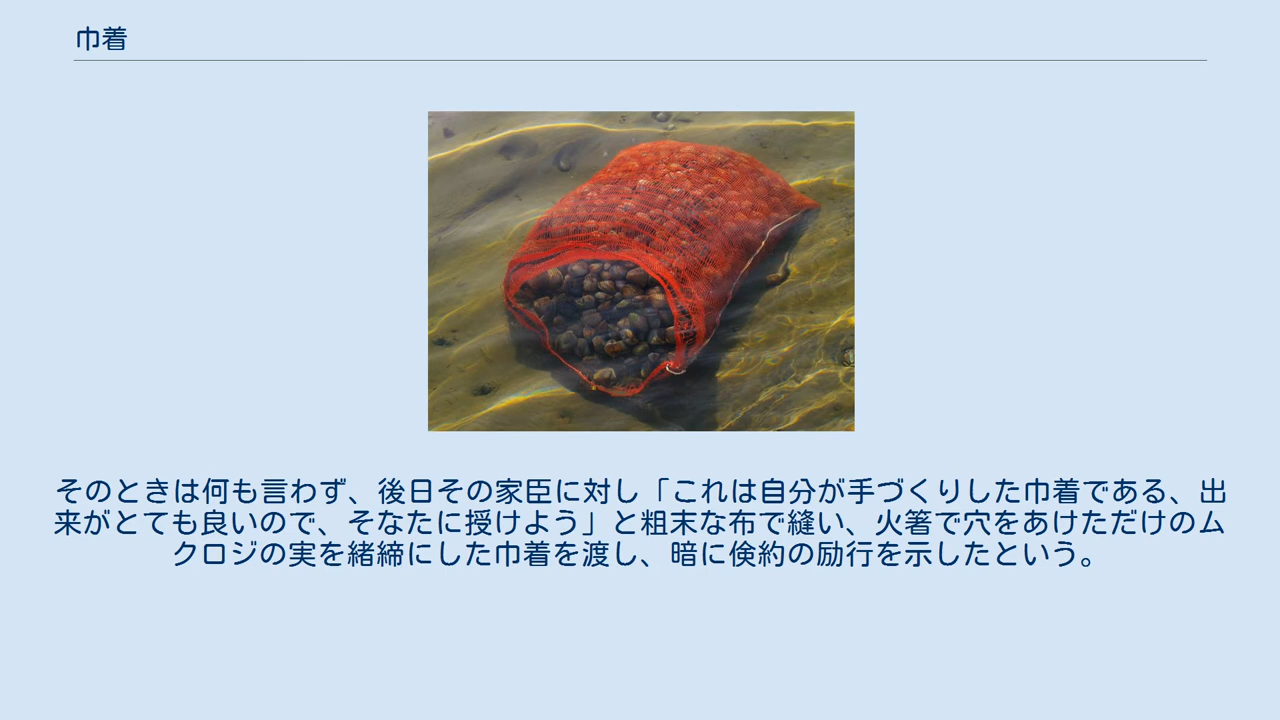 巾着
そのときは何も言わず、後日その家臣に対し「これは自分が手づくりした巾着である、出
来がとても良いので、そなたに授けよう」と粗末な布で縫い、火箸で穴をあけただけのム
クロジの実を緒締にした巾着を渡し、暗に倹約の励行を示したという。